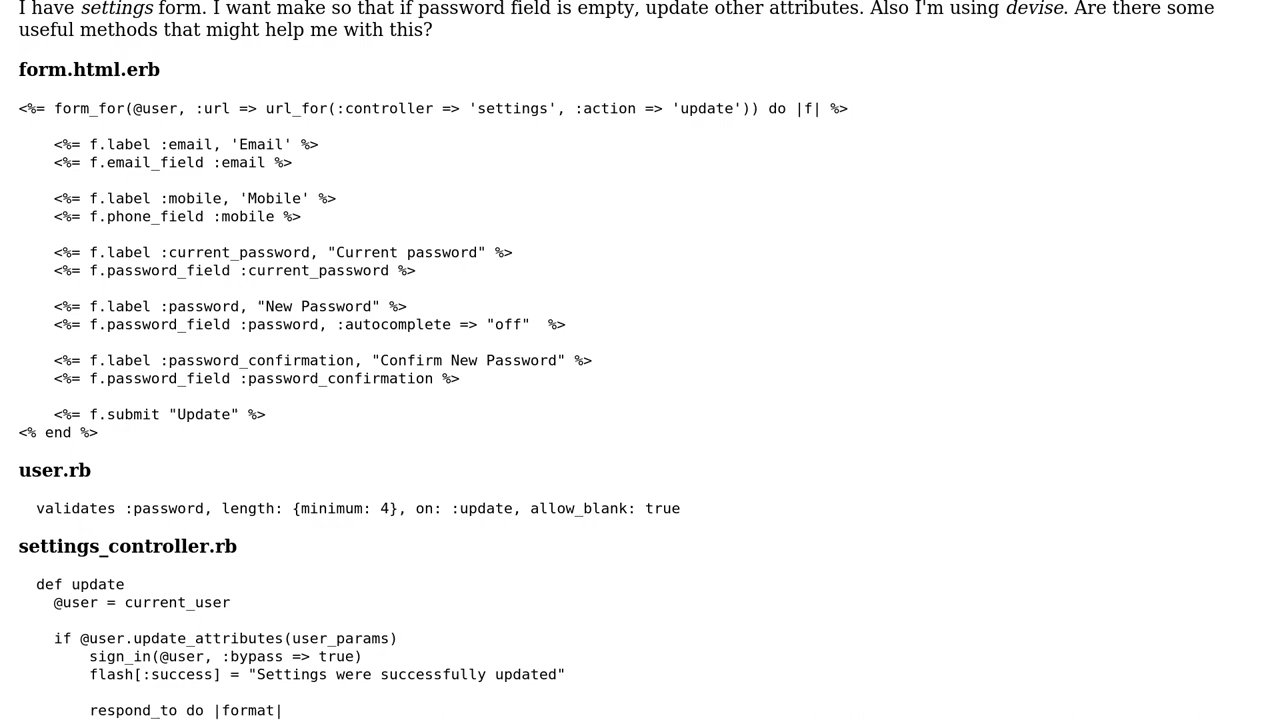 I have settings form. I want make so that if password field is empty, update other attributes. Also I'm using devise. Are there some
useful methods that might help me with this?
form.html.erb
<%= form_for(@user, :url => url_for(:controller => 'settings', :action => 'update')) do |f| %>
    <%= f.label :email, 'Email' %>
    <%= f.email_field :email %>
    <%= f.label :mobile, 'Mobile' %>
    <%= f.phone_field :mobile %>
    <%= f.label :current_password, "Current password" %>
    <%= f.password_field :current_password %>
    <%= f.label :password, "New Password" %>
    <%= f.password_field :password, :autocomplete => "off"  %>
    <%= f.label :password_confirmation, "Confirm New Password" %>
    <%= f.password_field :password_confirmation %>
    <%= f.submit "Update" %>
<% end %>
user.rb
  validates :password, length: {minimum: 4}, on: :update, allow_blank: true
settings_controller.rb
  def update
    @user = current_user
    if @user.update_attributes(user_params)
        sign_in(@user, :bypass => true)
        flash[:success] = "Settings were successfully updated"
        respond_to do |format|